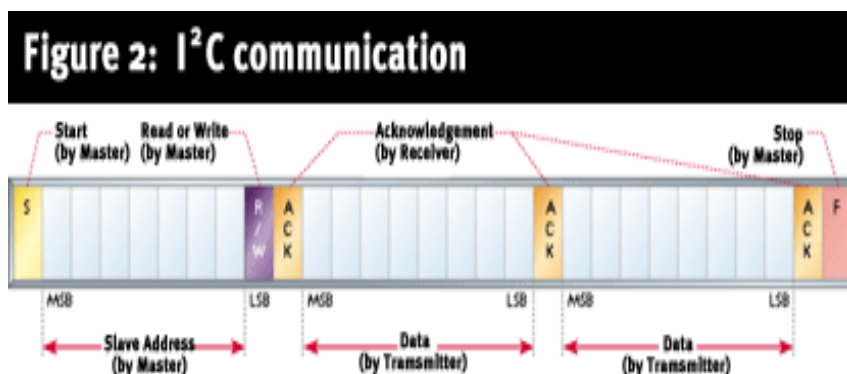 Figure 2: I²C communication
Start
(by Master)
Read or Write
(by Master)
Acknowledgement
(by Receiver)
Stop
(by Master)
S
R/W
ACK
ACK
ACK
F
MSB
LSB
MSB
LSB
MSB
LSB
Slave Address
(by Master)
Data
(by Transmitter)
Data
(by Transmitter)